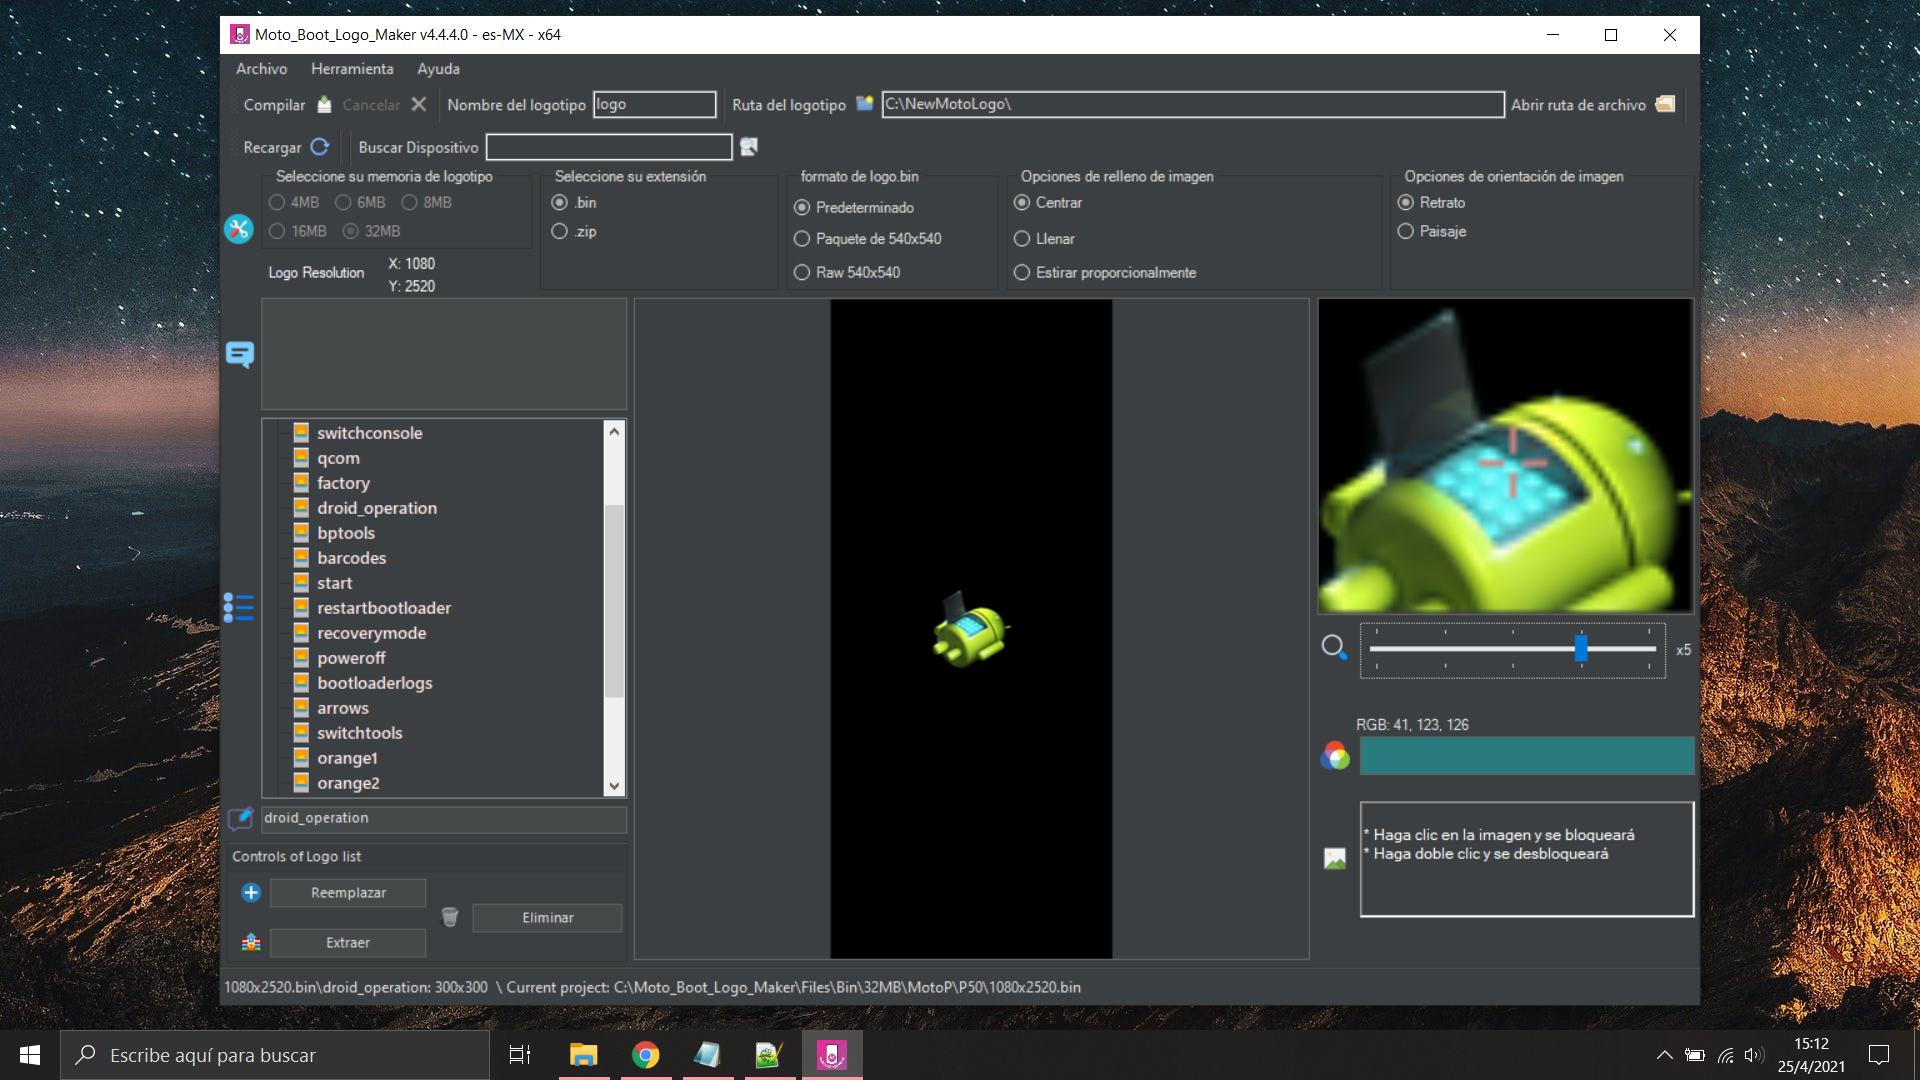 Moto_Boot_Logo_Maker v4.4.4.0 - es-MX - x64
Archivo Herramienta Ayuda
Compilar Cancelar Nombre del logotipo logo Ruta del logotipo C:\NewMotoLogo\ Abrir ruta de archivo
Recargar Buscar Dispositivo
Seleccione su memoria de logotipo
4MB 6MB 8MB
16MB 32MB
Logo Resolution X: 1080
Y: 2520
Seleccione su extensión
.bin
.zip
formato de logo.bin
Predeterminado
Paquete de 540x540
Raw 540x540
Opciones de relleno de imagen
Centrar
Llenar
Estirar proporcionalmente
Opciones de orientación de imagen
Retrato
Paisaje
switchconsole
qcom
factory
droid_operation
bptools
barcodes
start
restartbootloader
recoverymode
poweroff
bootloaderlogs
arrows
switchtools
orange1
orange2
droid_operation
Controls of Logo list
Reemplazar
Eliminar
Extraer
x5
RGB: 41, 123, 126
* Haga clic en la imagen y se bloqueará
* Haga doble clic y se desbloqueará
1080x2520.bin\droid_operation: 300x300 \ Current project: C:\Moto_Boot_Logo_Maker\Files\Bin\32MB\MotoP\P50\1080x2520.bin
Escribe aquí para buscar
15:12
25/4/2021